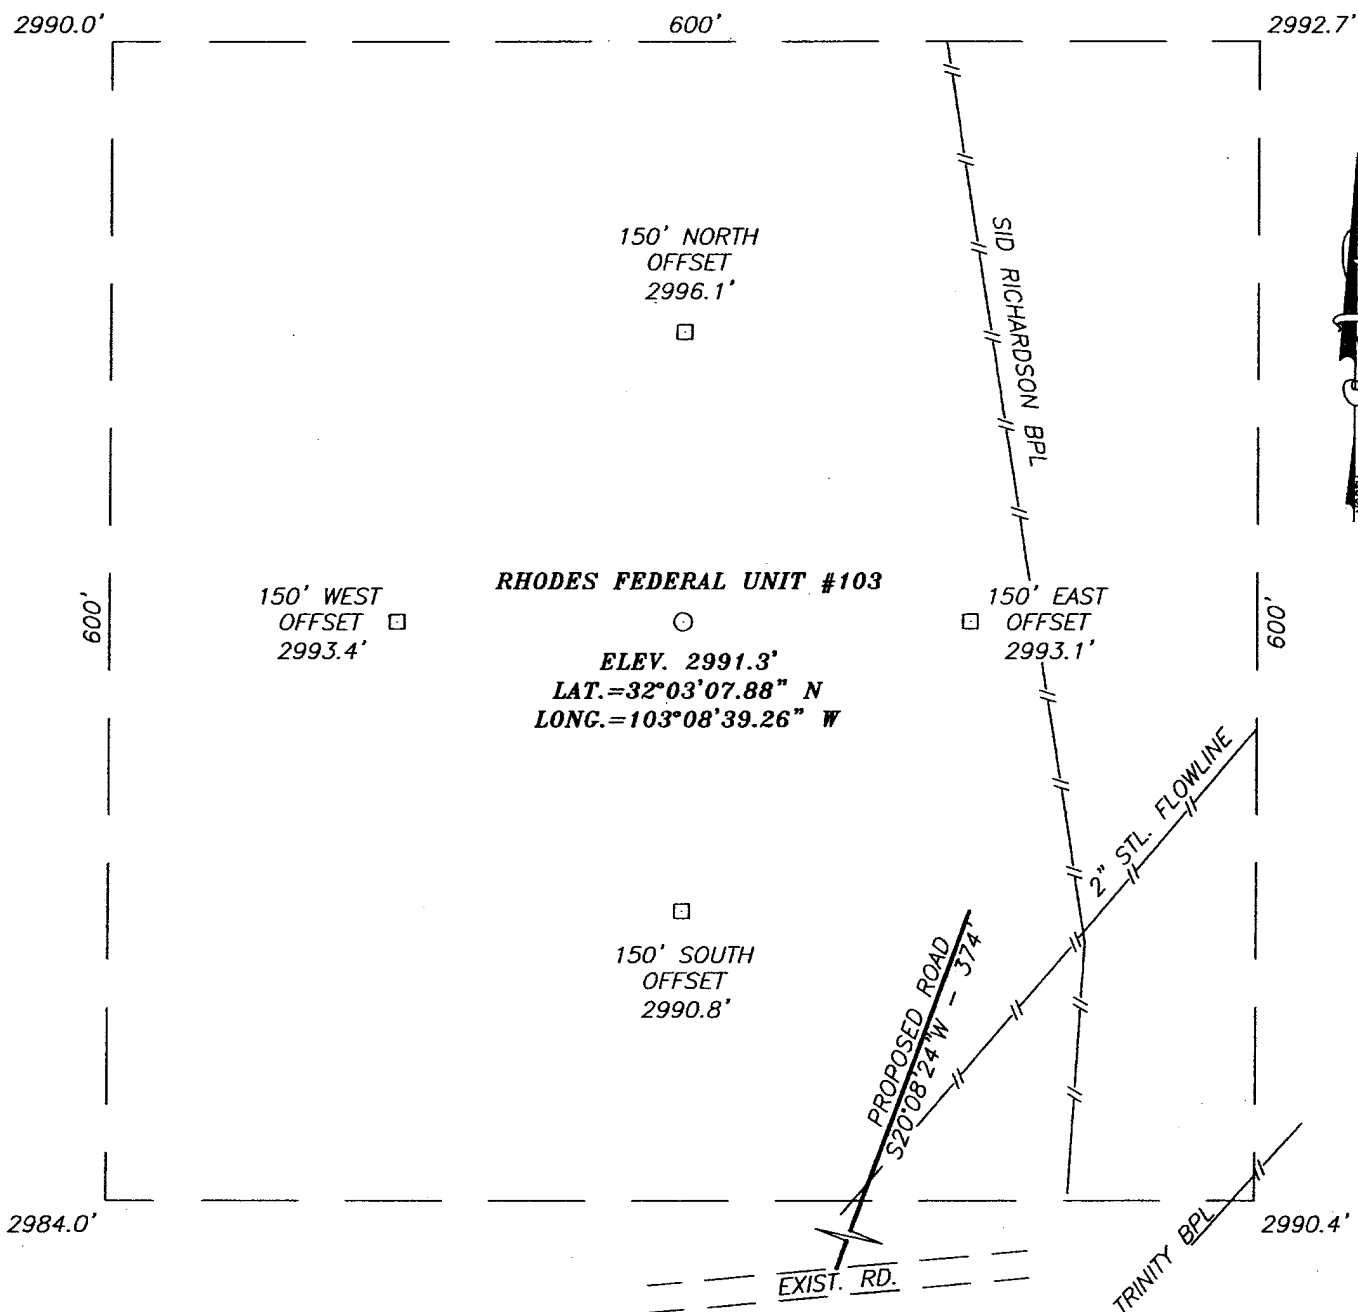 2990.0'
600'
2992.7'
150' NORTH
OFFSET
2996.1'
SID RICHARDSON BPL
RHODES FEDERAL UNIT #103
150' WEST
OFFSET
2993.4'
150' EAST
OFFSET
2993.1'
600'
600'
ELEV. 2991.3'
LAT.=32°03'07.88" N
LONG.=103°08'39.26" W
2" STL. FLOWLINE
150' SOUTH
OFFSET
2990.8'
PROPOSED ROAD
S20°08'24"W - 374'
2984.0'
2990.4'
TRINITY BPL
EXIST. RD.